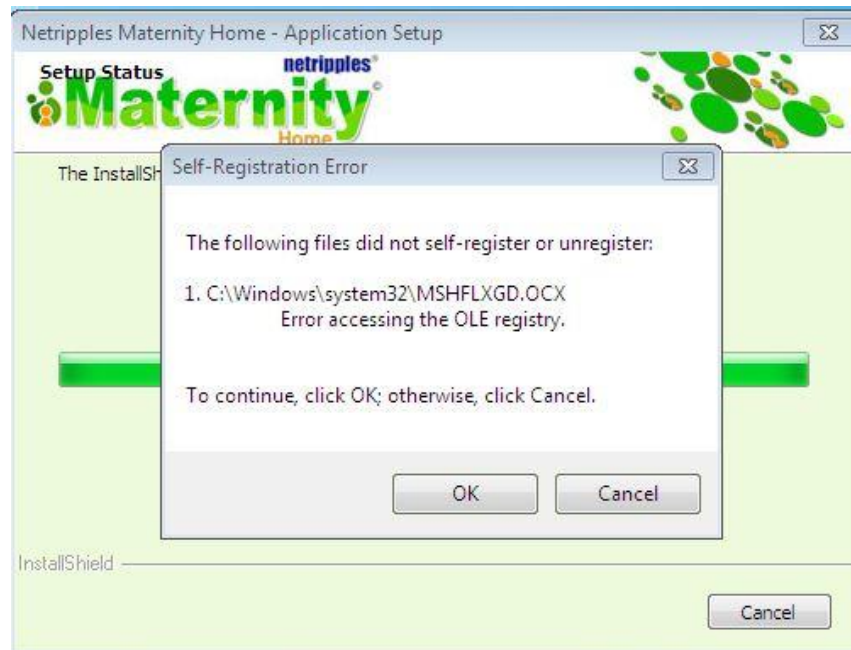 Netripples Maternity Home - Application Setup
Setup Status
netripples®
Maternity
Home
The InstallSh
Self-Registration Error
The following files did not self-register or unregister:
1. C:\Windows\system32\MSHFLXGD.OCX
Error accessing the OLE registry.
To continue, click OK; otherwise, click Cancel.
OK Cancel
InstallShield
Cancel